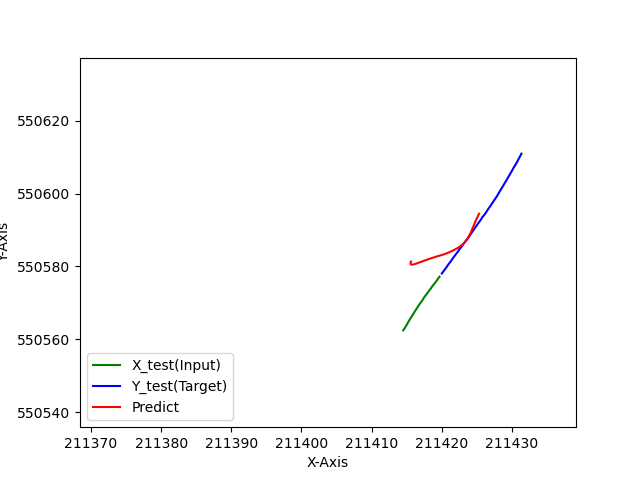 550620
550600
550580
550560
550540
Y-Axis
X_test(Input)
Y_test(Target)
Predict
211370 211380 211390 211400 211410 211420 211430
X-Axis